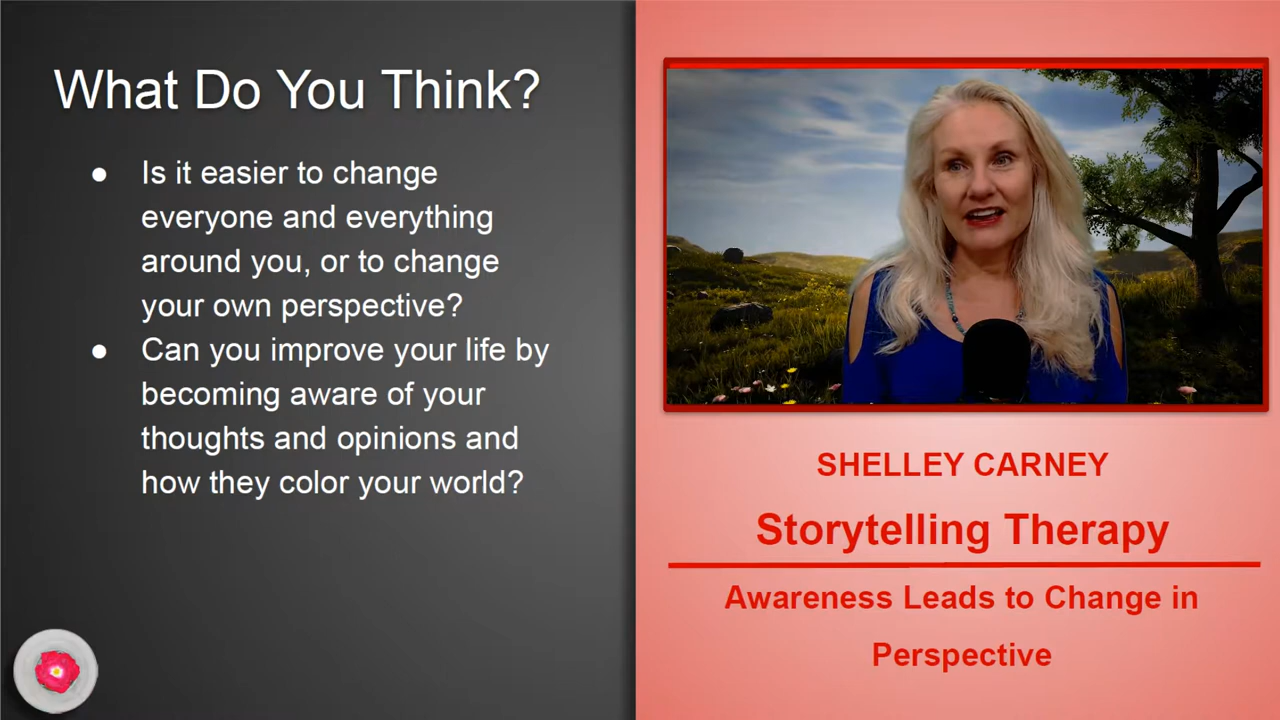 What Do You Think?
● Is it easier to change
everyone and everything
around you, or to change
your own perspective?
● Can you improve your life by
becoming aware of your
thoughts and opinions and
how they color your world?
SHELLEY CARNEY
Storytelling Therapy
Awareness Leads to Change in
Perspective